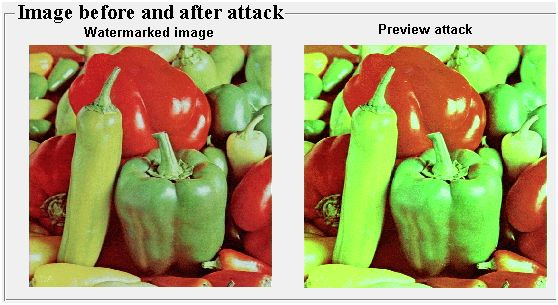 Image before and after attack
Watermarked image
Preview attack